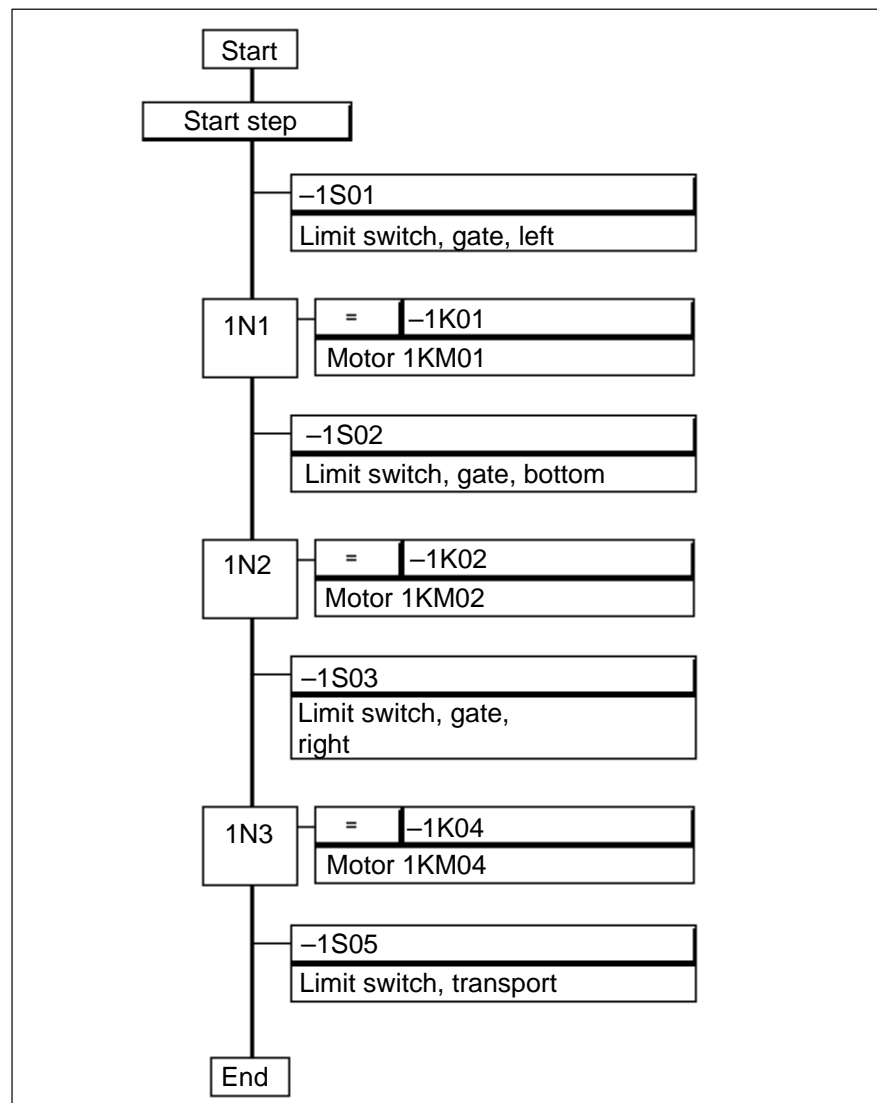 Start
Start step
–1S01
Limit switch, gate, left
1N1
= –1K01
Motor 1KM01
–1S02
Limit switch, gate, bottom
1N2
= –1K02
Motor 1KM02
–1S03
Limit switch, gate,
right
1N3
= –1K04
Motor 1KM04
–1S05
Limit switch, transport
End